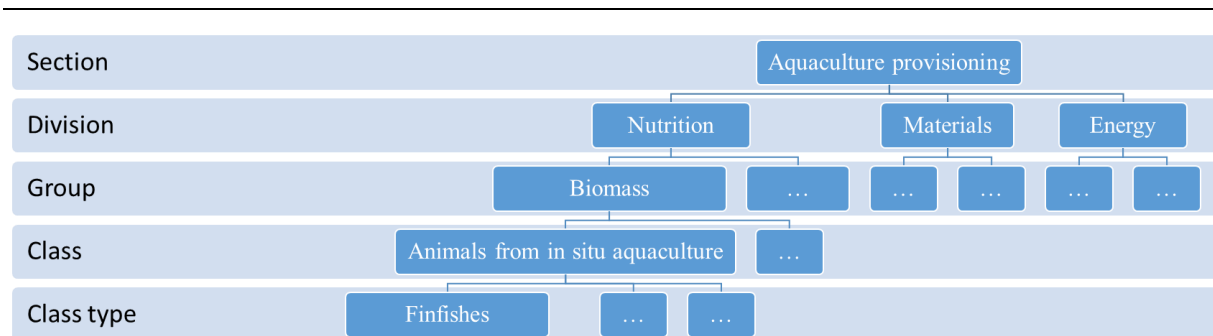 Section
Aquaculture provisioning
Division
Nutrition
Materials
Energy
Group
Biomass
...
...
...
...
...
Class
Animals from in situ aquaculture
...
Class type
Finfishes
...
...